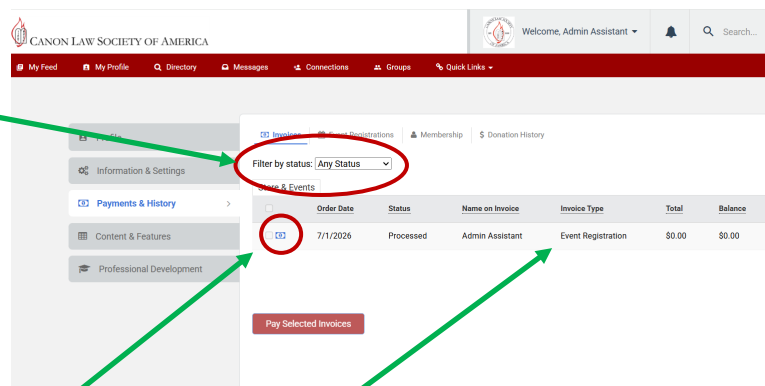 CANON LAW SOCIETY OF AMERICA
Welcome, Admin Assistant
Search...
My Feed My Profile Directory Messages Connections Groups Quick Links
Profile
Information & Settings
Payments & History
Content & Features
Professional Development
Invoices Event Registrations Membership $ Donation History
Filter by status: Any Status
Store & Events
Order Date Status Name on Invoice Invoice Type Total Balance
7/1/2026 Processed Admin Assistant Event Registration $0.00 $0.00
Pay Selected Invoices